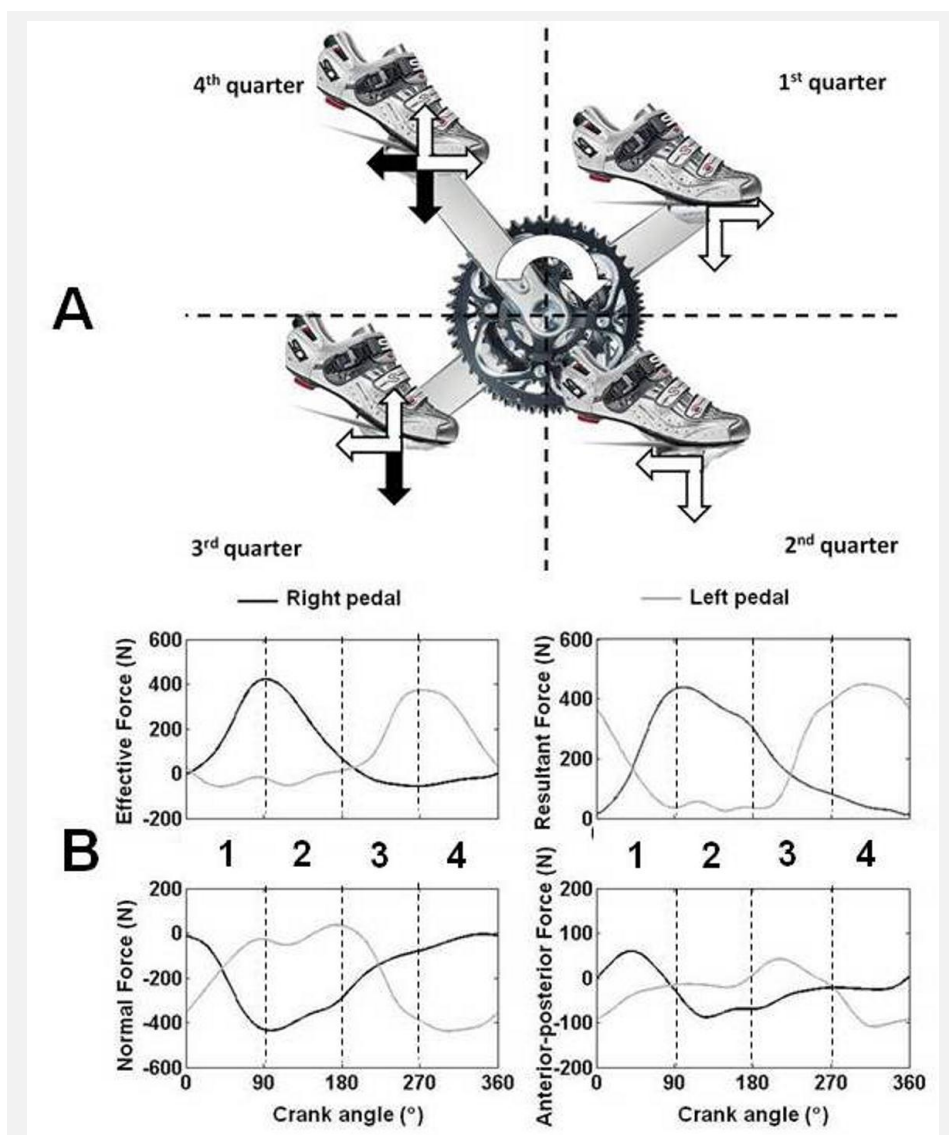 4th quarter
1st quarter
A
3rd quarter
2nd quarter
Right pedal
Left pedal
Effective Force (N)
600
400
200
0
-200
Resultant Force (N)
600
400
200
0
B
1 2 3 4
1 2 3 4
Normal Force (N)
200
0
-200
-400
-600
0 90 180 270 360
Crank angle (°)
Anterior-posterior Force (N)
200
100
0
-100
-200
0 90 180 270 360
Crank angle (°)